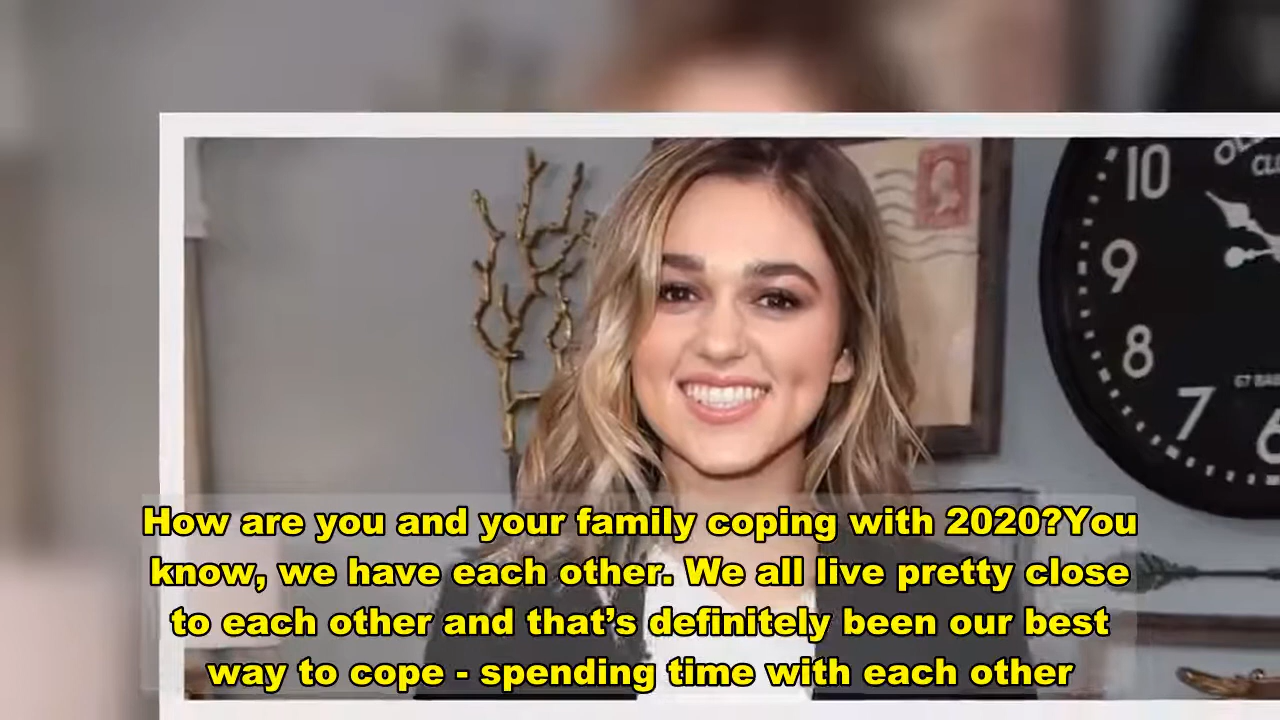 10
9
8
7
6
How are you and your family coping with 2020?You
know, we have each other. We all live pretty close
to each other and that’s definitely been our best
way to cope - spending time with each other